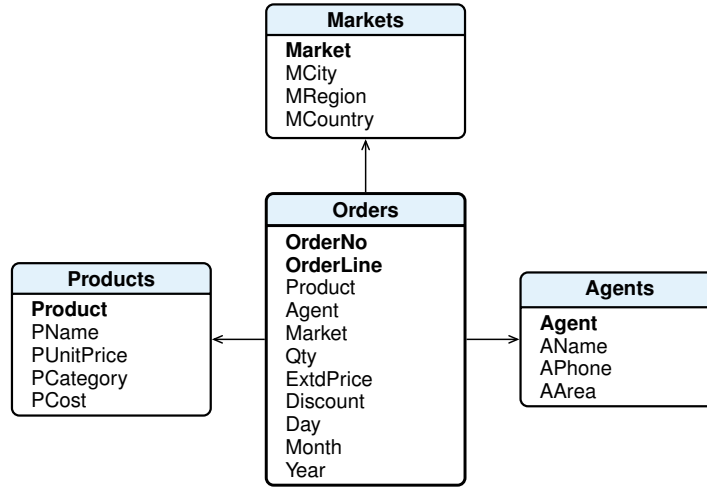 Markets
Market
MCity
MRegion
MCountry
Orders
OrderNo
OrderLine
Product
Agent
Market
Qty
ExtdPrice
Discount
Day
Month
Year
Products
Product
PName
PUnitPrice
PCategory
PCost
Agents
Agent
AName
APhone
AArea